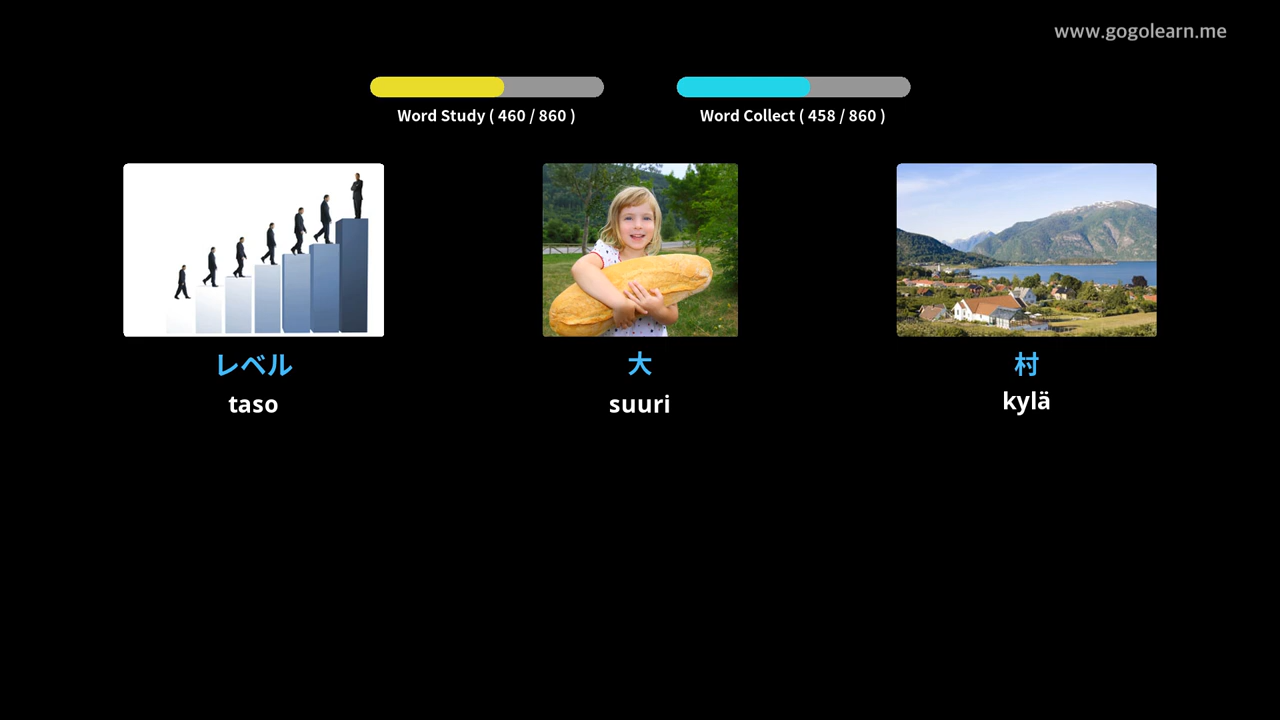 www.gogolearn.me
Word Study ( 460 / 860 )
Word Collect ( 458 / 860 )
レベル
taso
大
suuri
村
kylä